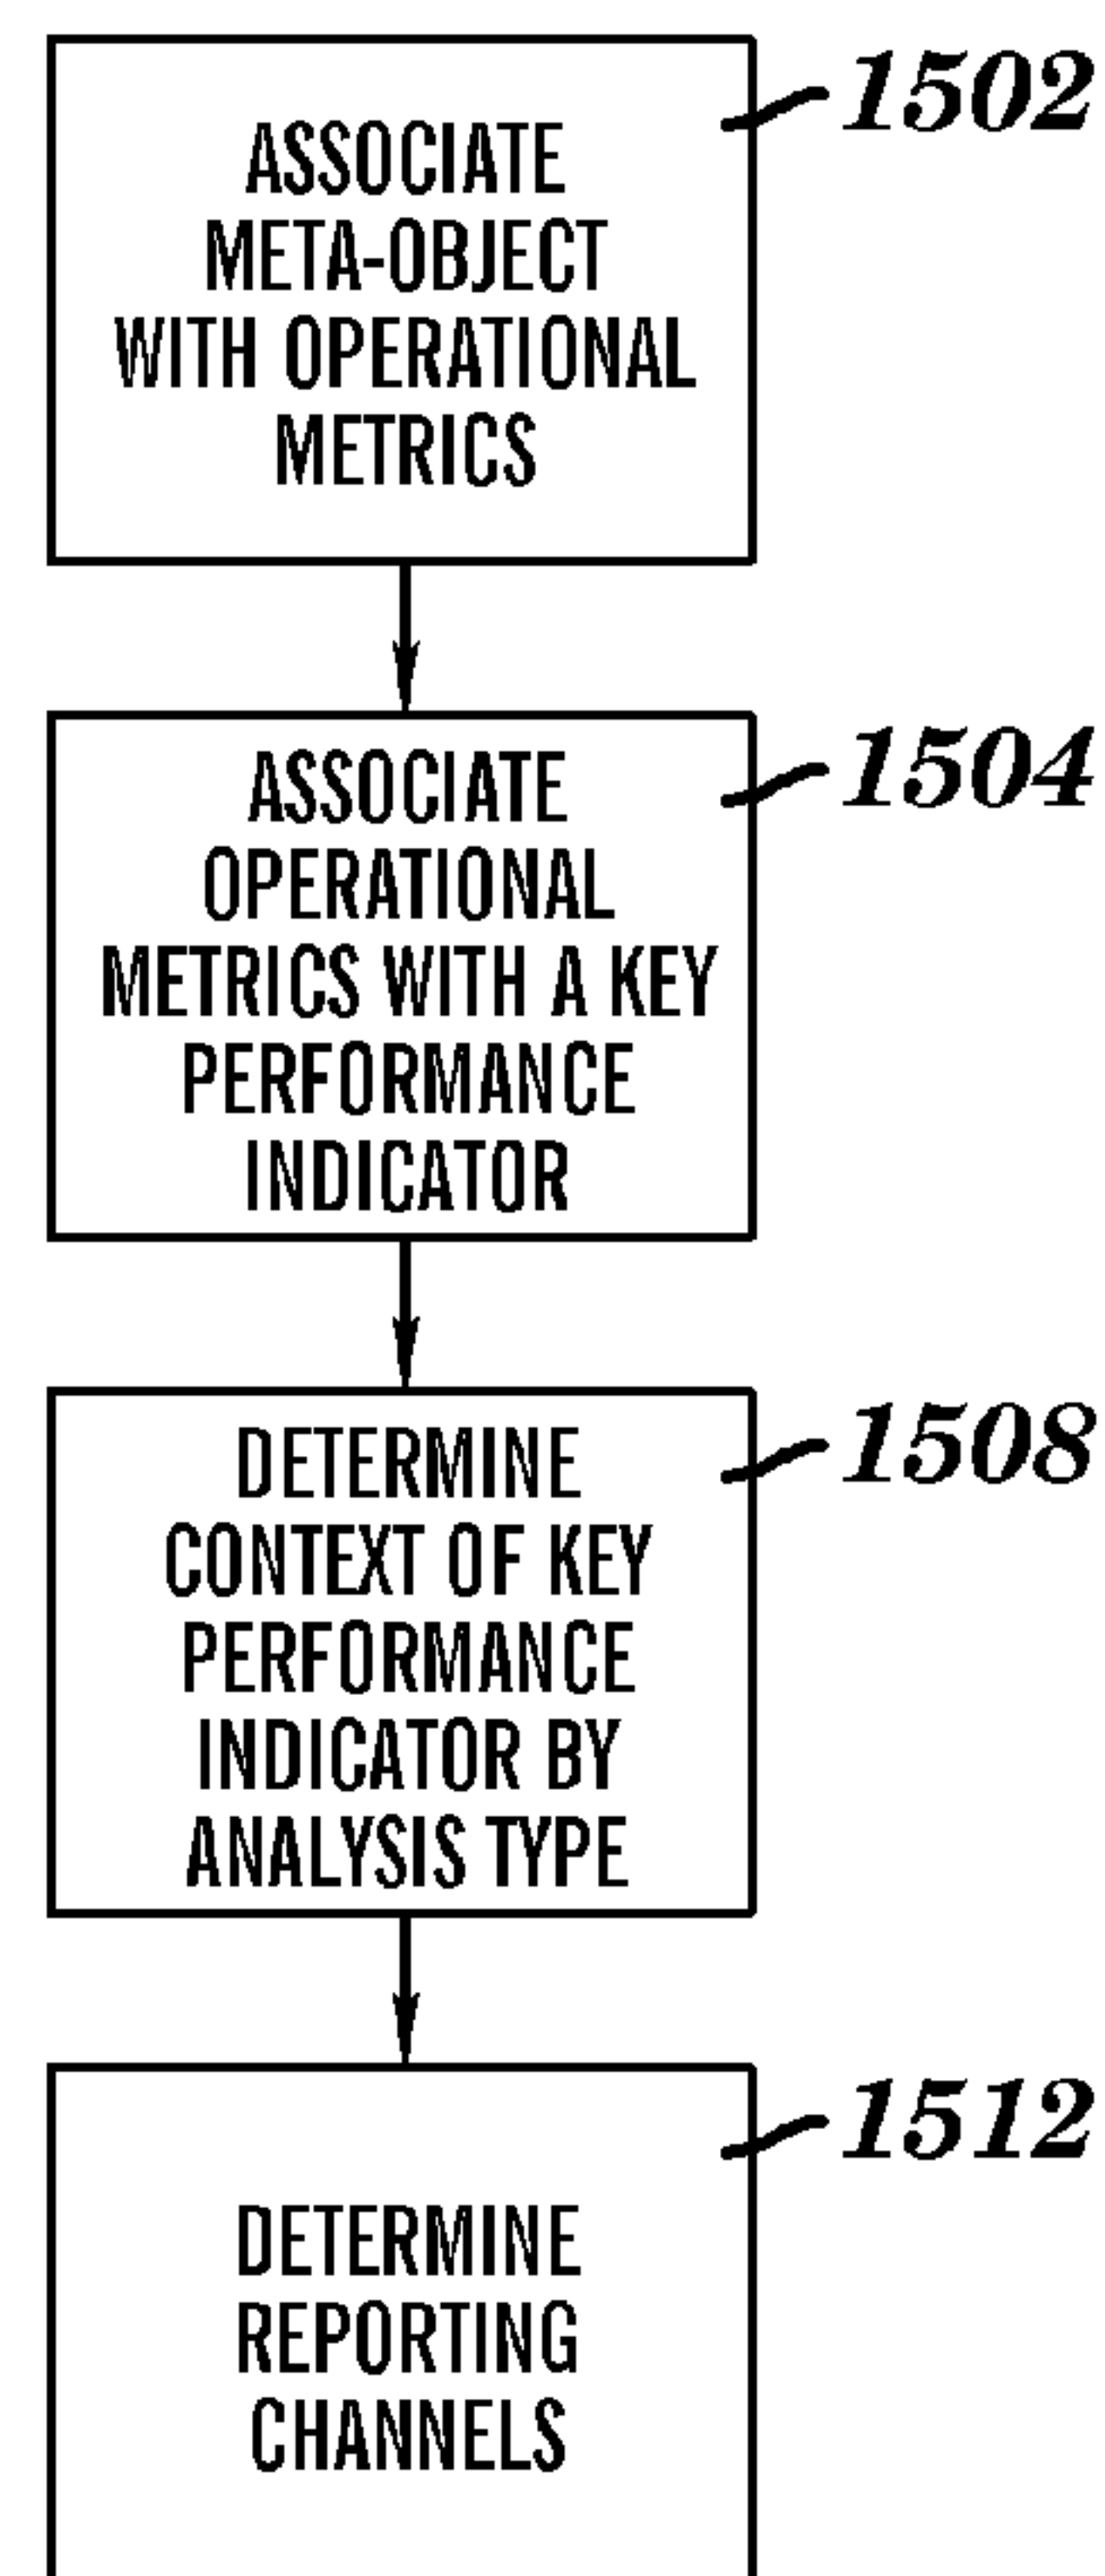 1502
ASSOCIATE
META-OBJECT
WITH OPERATIONAL
METRICS
1504
ASSOCIATE
OPERATIONAL
METRICS WITH A KEY
PERFORMANCE
INDICATOR
1508
DETERMINE
CONTEXT OF KEY
PERFORMANCE
INDICATOR BY
ANALYSIS TYPE
1512
DETERMINE
REPORTING
CHANNELS